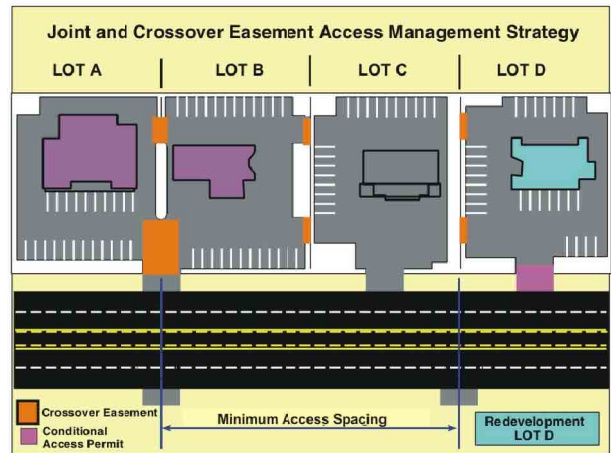 Joint and Crossover Easement Access Management Strategy
LOT A
LOT B
LOT C
LOT D
Crossover Easement
Conditional
Access Permit
Minimum Access Spacing
Redevelopment
LOT D